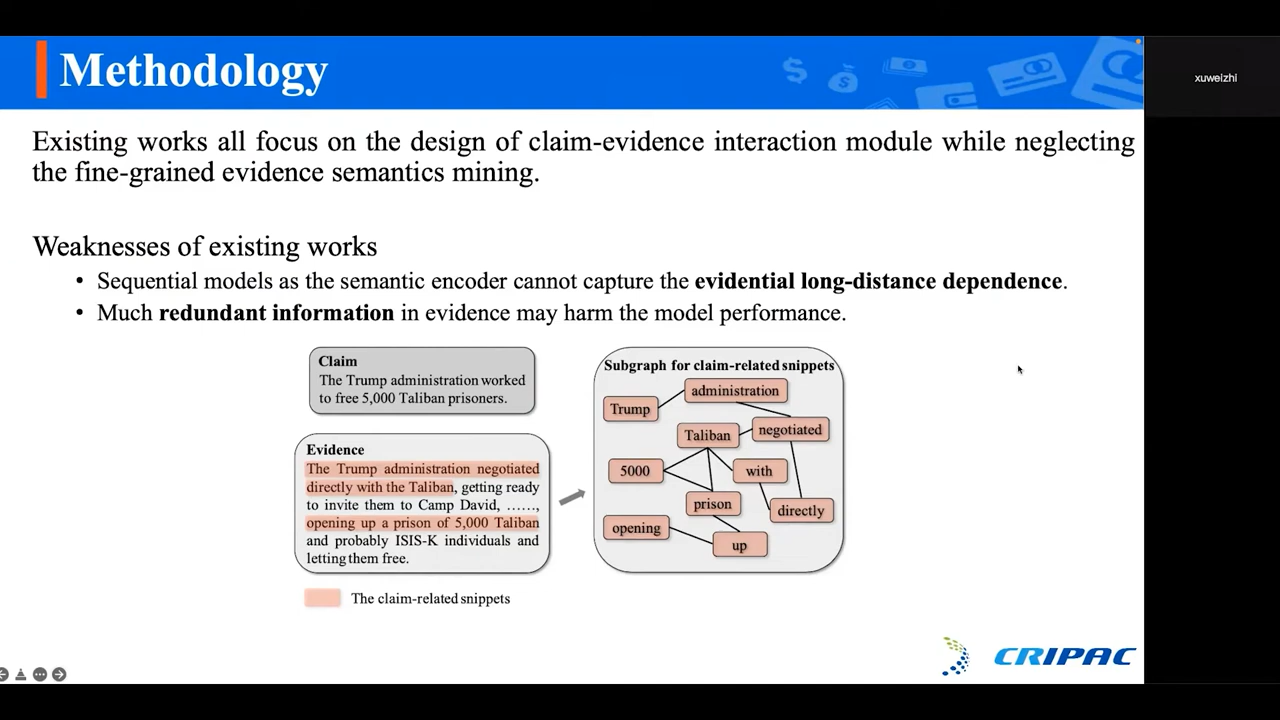 Methodology
xuweizhi
Existing works all focus on the design of claim-evidence interaction module while neglecting
the fine-grained evidence semantics mining.
Weaknesses of existing works
• Sequential models as the semantic encoder cannot capture the evidential long-distance dependence.
• Much redundant information in evidence may harm the model performance.
Claim
The Trump administration worked
to free 5,000 Taliban prisoners.
Evidence
The Trump administration negotiated
directly with the Taliban, getting ready
to invite them to Camp David, ……,
opening up a prison of 5,000 Taliban
and probably ISIS-K individuals and
letting them free.
The claim-related snippets
Subgraph for claim-related snippets
administration
Trump
negotiated
Taliban
5000
with
prison
directly
opening
up
CRIPAC